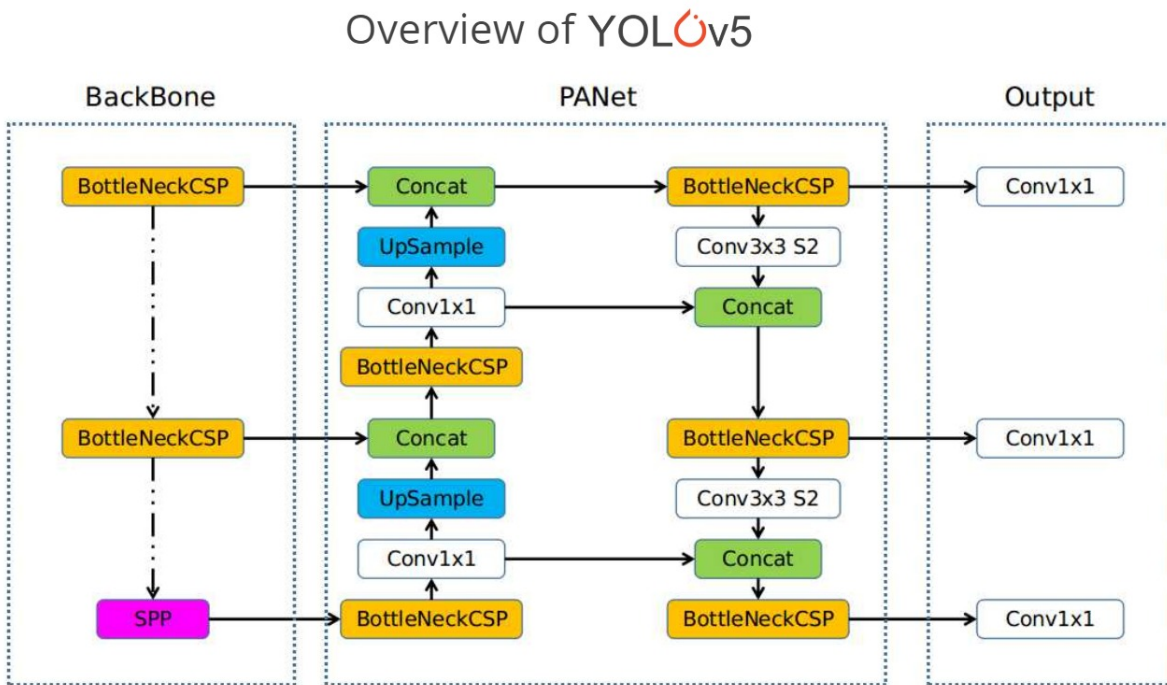 Overview of YOLOv5
BackBone
PANet
Output
BottleNeckCSP
Concat
BottleNeckCSP
Conv1x1
UpSample
Conv3x3 S2
Conv1x1
Concat
BottleNeckCSP
BottleNeckCSP
Concat
BottleNeckCSP
Conv1x1
UpSample
Conv3x3 S2
Conv1x1
Concat
SPP
BottleNeckCSP
BottleNeckCSP
Conv1x1